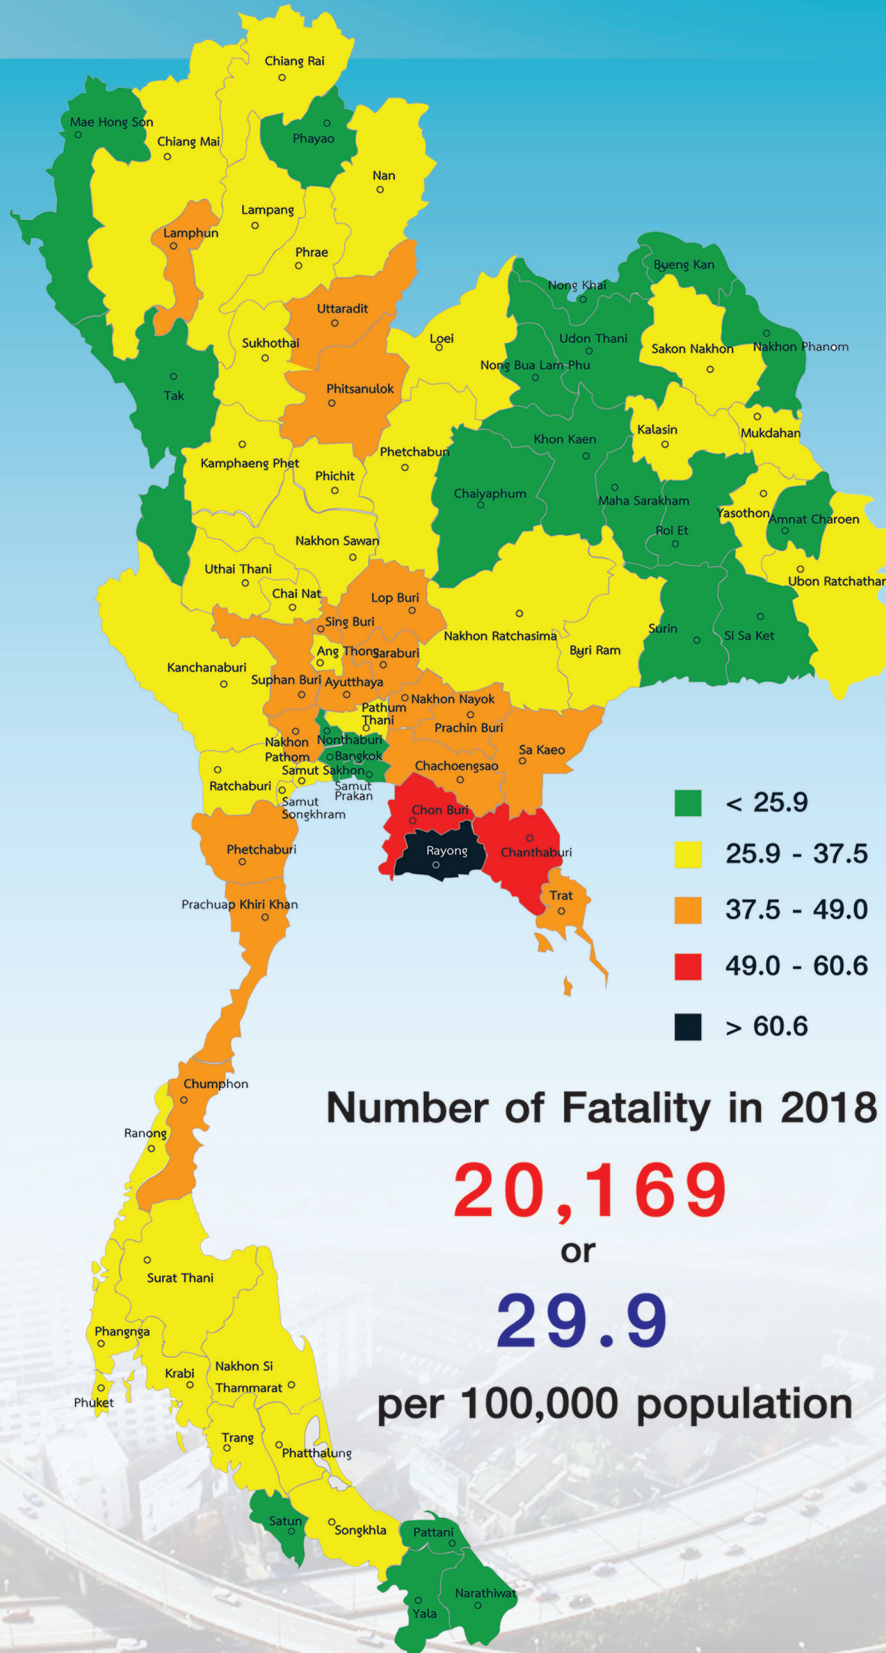 Chiang Rai
Mae Hong Son
Phayao
Chiang Mai
Nan
Lampang
Lamphun
Phrae
Bueng Kan
Nong Khai
Uttaradit
Loei
Udon Thani
Sukhothai
Sakon Nakhon
Nakhon Phanom
Nong Bua Lam Phu
Tak
Phitsanulok
Kalasin
Mukdahan
Khon Kaen
Phetchabun
Kamphaeng Phet
Phichit
Chaiyaphum
Maha Sarakham
Yasothon
Amnat Charoen
Roi Et
Nakhon Sawan
Uthai Thani
Ubon Ratchathan
Chai Nat
Lop Buri
Sing Buri
Surin
Si Sa Ket
Nakhon Ratchasima
Buri Ram
Ang Thong
Saraburi
Kanchanaburi
Suphan Buri
Ayutthaya
Nakhon Nayok
Pathum
Thani
Prachin Buri
Nakhon
Pathom
Nonthaburi
Sa Kaeo
Bangkok
Chachoengsao
Samut Sakhon
Ratchaburi
Samut
Prakan
Samut
Songkhram
Chon Buri
Phetchaburi
Rayong
Chanthaburi
Trat
Prachuap Khiri Khan
< 25.9
25.9 - 37.5
37.5 - 49.0
49.0 - 60.6
> 60.6
Chumphon
Ranong
Number of Fatality in 2018
20,169
or
29.9
per 100,000 population
Surat Thani
Phangnga
Krabi
Nakhon Si
Thammarat
Phuket
Trang
Phatthalung
Satun
Songkhla
Pattani
Narathiwat
Yala